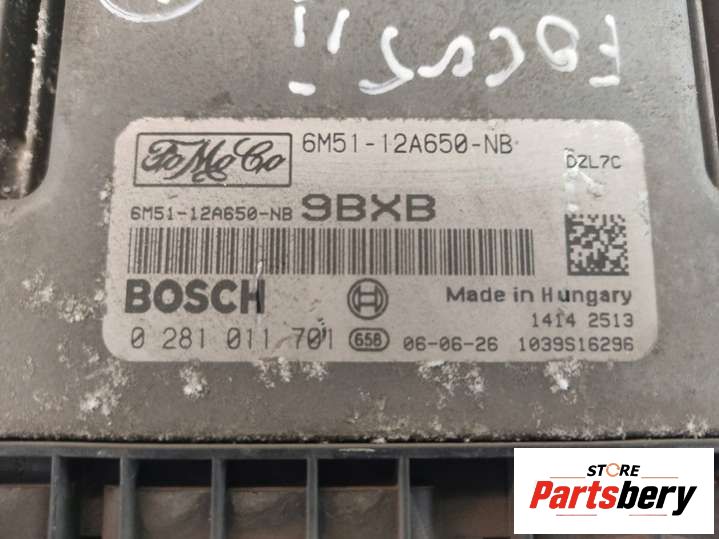 FOCUS II
FoMoCo
6M51-12A650-NB
DZL7C
6M51-12A650-NB 9BXB
BOSCH
Made in Hungary
1414 2513
0 281 011 701 656 06-06-26 1039S16296
STORE
Partsbery